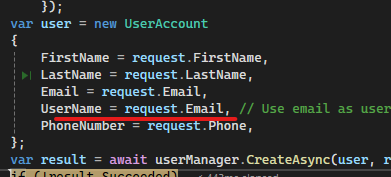 });
var user = new UserAccount
{
FirstName = request.FirstName,
LastName = request.LastName,
Email = request.Email,
UserName = request.Email, // Use email as user
PhoneNumber = request.Phone,
};
var result = await userManager.CreateAsync(user, r
if (!result.Succeeded)